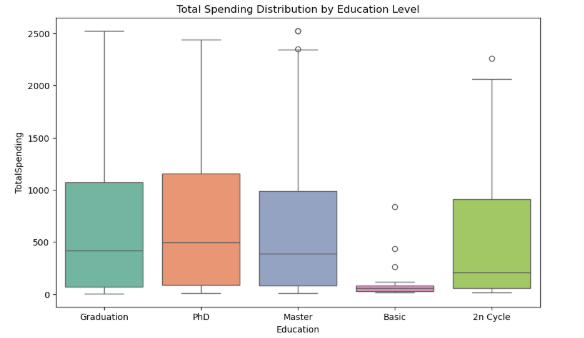 Total Spending Distribution by Education Level
TotalSpending
2500
2000
1500
1000
500
0
Graduation PhD Master Basic 2n Cycle
Education